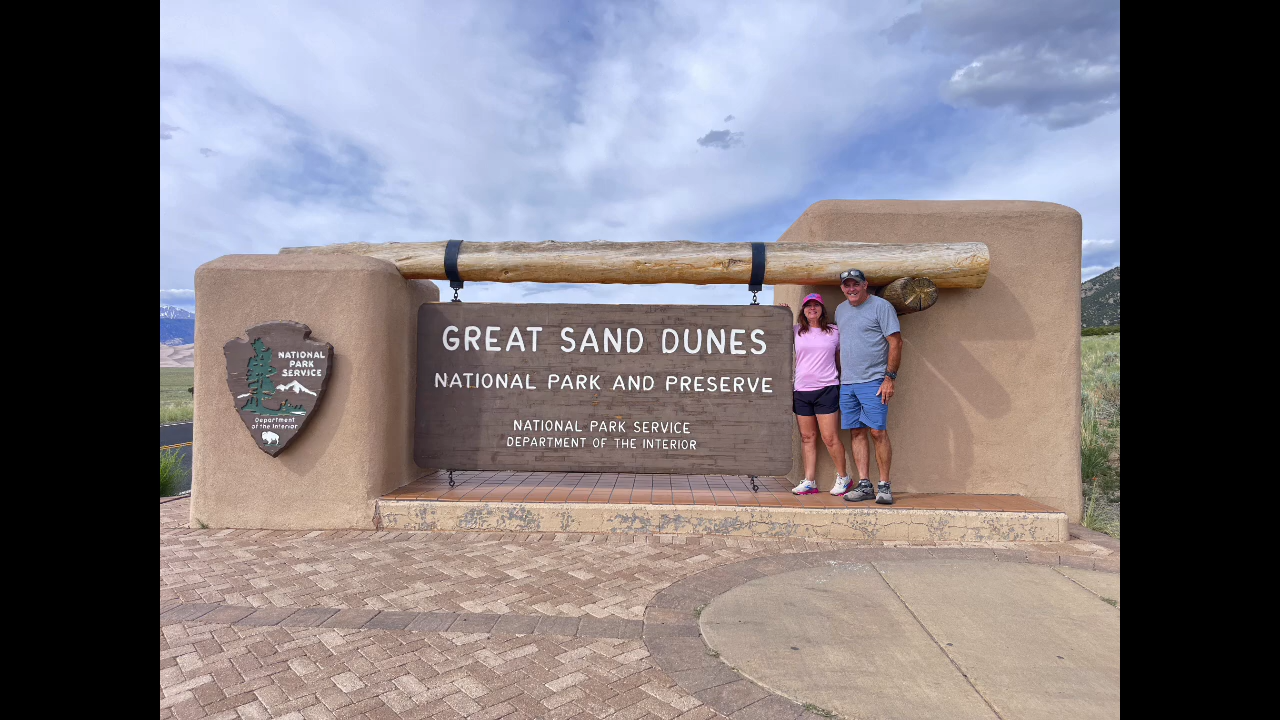 NATIONAL
PARK
SERVICE
Department
of the Interior
GREAT SAND DUNES
NATIONAL PARK AND PRESERVE
NATIONAL PARK SERVICE
DEPARTMENT OF THE INTERIOR